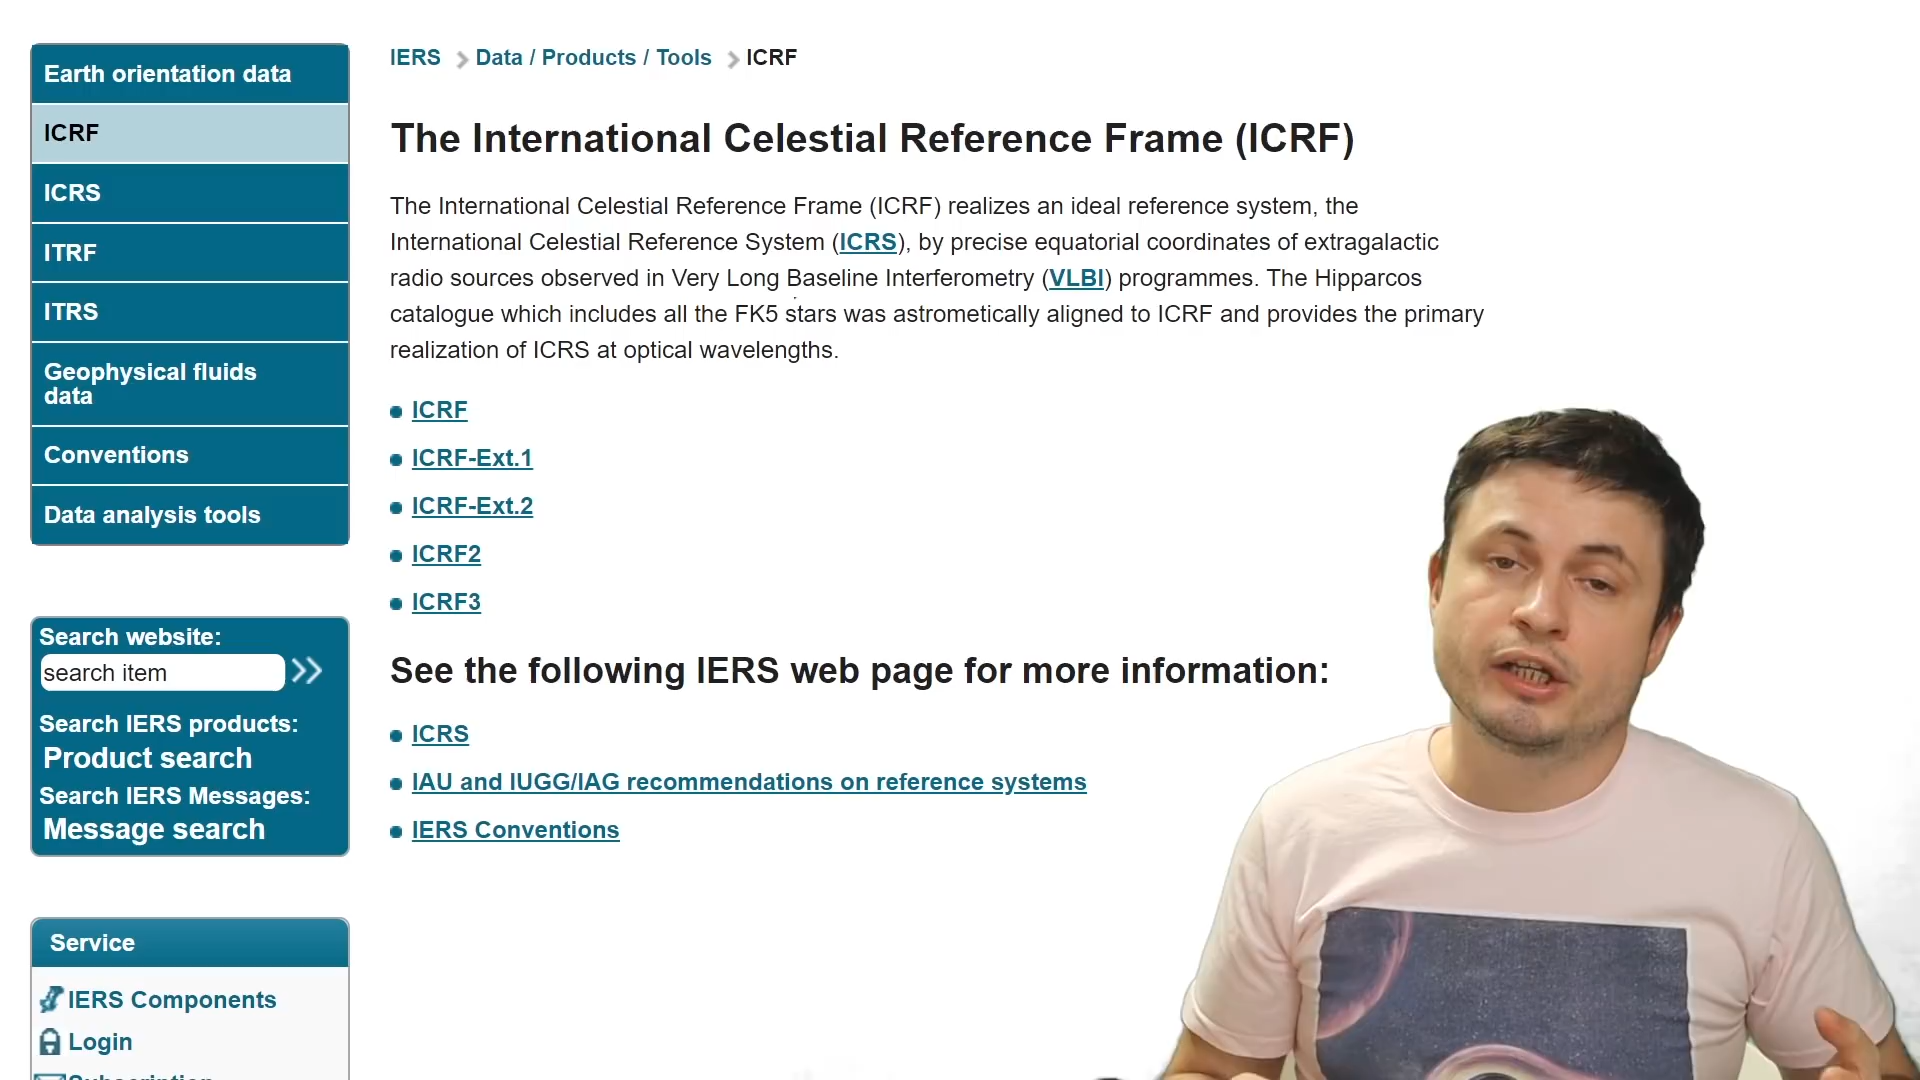 Earth orientation data
ICRF
ICRS
ITRF
ITRS
Geophysical fluids
data
Conventions
Data analysis tools
Search website:
search item
Search IERS products:
Product search
Search IERS Messages:
Message search
Service
IERS Components
Login
Subscription
IERS > Data / Products / Tools > ICRF
The International Celestial Reference Frame (ICRF)
The International Celestial Reference Frame (ICRF) realizes an ideal reference system, the
International Celestial Reference System (ICRS), by precise equatorial coordinates of extragalactic
radio sources observed in Very Long Baseline Interferometry (VLBI) programmes. The Hipparcos
catalogue which includes all the FK5 stars was astrometically aligned to ICRF and provides the primary
realization of ICRS at optical wavelengths.
ICRF
ICRF-Ext.1
ICRF-Ext.2
ICRF2
ICRF3
See the following IERS web page for more information:
ICRS
IAU and IUGG/IAG recommendations on reference systems
IERS Conventions